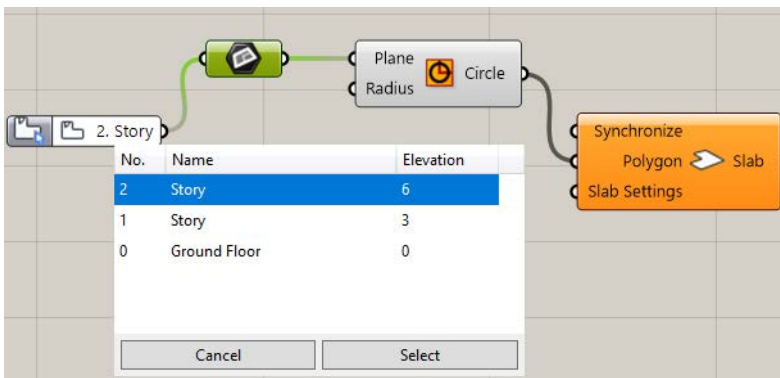 Plane
Radius
Circle
2. Story
Synchronize
Polygon
Slab
Slab Settings
No. Name Elevation
2 Story 6
1 Story 3
0 Ground Floor 0
Cancel Select